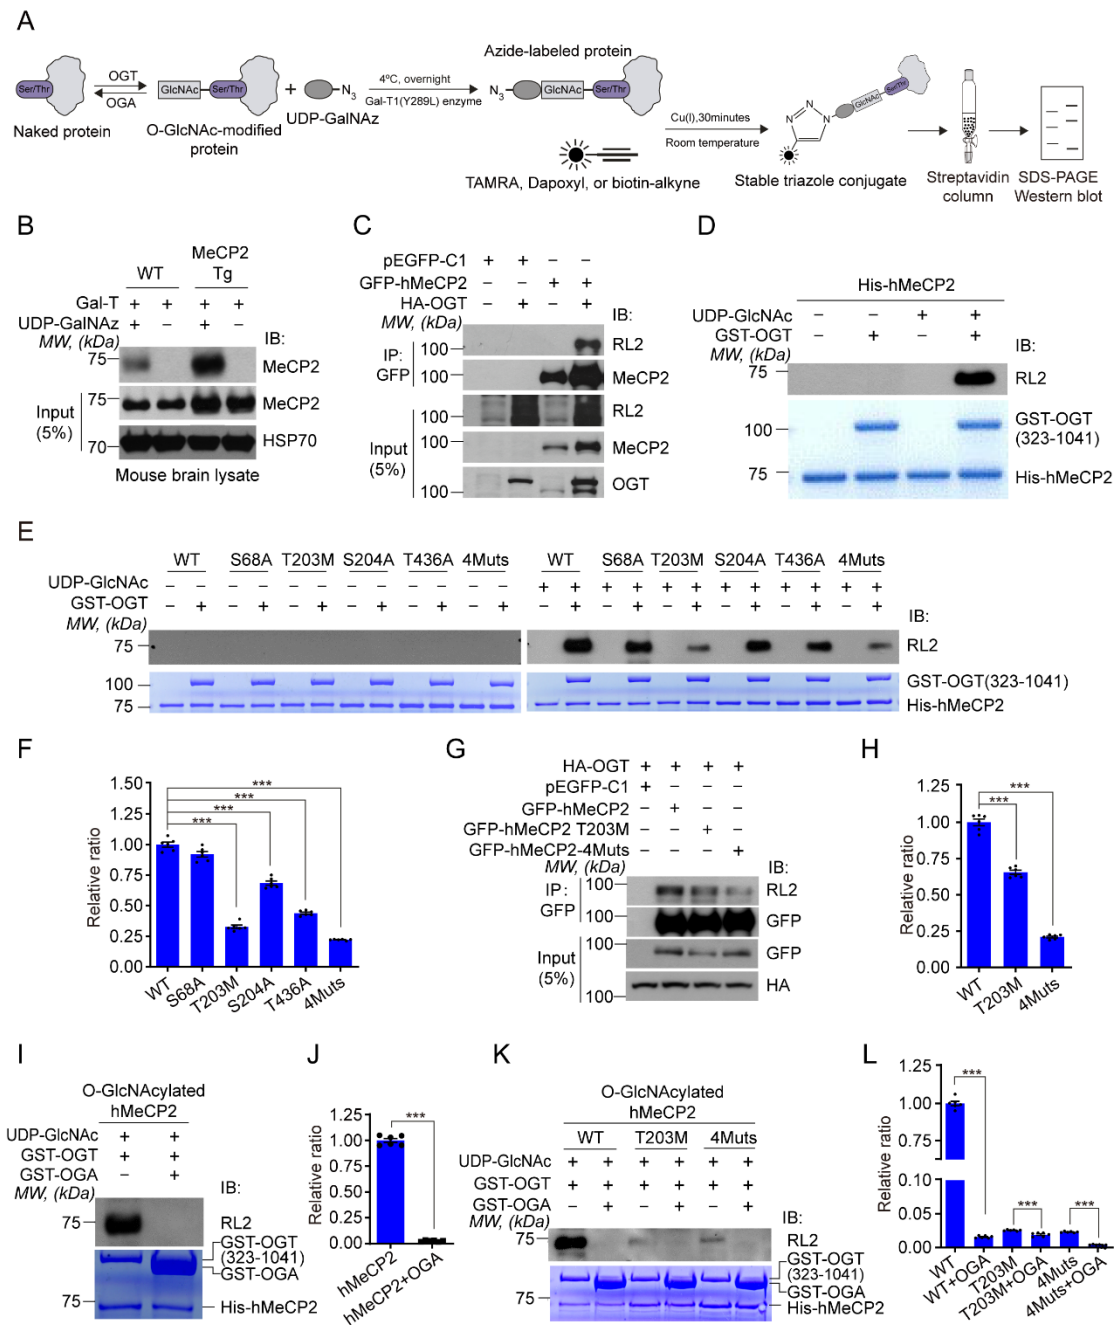 A
Ser/Thr
OGT
OGA
GlcNAc
Ser/Thr
+
N₃
4ºC, overnight
Gal-T1(Y289L) enzyme
Azide-labeled protein
N₃
GlcNAc
Ser/Thr
Naked protein
O-GlcNAc-modified
protein
UDP-GalNAz
TAMRA, Dapoxyl, or biotin-alkyne
Cu(I),30minutes
Room temperature
N
N
N
GlcNAc
Ser/Thr
Stable triazole conjugate
Streptavidin
column
SDS-PAGE
Western blot
B
WT
MeCP2
Tg
Gal-T + + + +
UDP-GalNAz + – + –
MW, (kDa)
IB:
75 MeCP2
Input
(5%)
75 MeCP2
70 HSP70
Mouse brain lysate
C
pEGFP-C1 + + – –
GFP-hMeCP2 – – + +
HA-OGT – + – +
MW, (kDa)
IB:
IP:
GFP
100 RL2
100 MeCP2
Input
(5%)
100 RL2
100 MeCP2
100 OGT
D
His-hMeCP2
UDP-GlcNAc – – + +
GST-OGT – + – +
MW, (kDa)
IB:
75 RL2
100 GST-OGT
(323-1041)
75 His-hMeCP2
E
WT S68A T203M S204A T436A 4Muts WT S68A T203M S204A T436A 4Muts
UDP-GlcNAc – – – – – – – – – – – – + + + + + + + + + + + +
GST-OGT – + – + – + – + – + – + – + – + – + – + – + – +
MW, (kDa)
IB:
75 RL2
100 GST-OGT(323-1041)
75 His-hMeCP2
F
Relative ratio
1.50
1.25
1.00
0.75
0.50
0.25
0.00
***
***
***
***
WT S68A T203M S204A T436A 4Muts
G
HA-OGT + + + +
pEGFP-C1 + – – –
GFP-hMeCP2 – + – –
GFP-hMeCP2 T203M – – + –
GFP-hMeCP2-4Muts – – – +
MW, (kDa)
IB:
IP:
GFP
100 RL2
100 GFP
Input
(5%)
100 GFP
100 HA
H
Relative ratio
1.25
1.00
0.75
0.50
0.25
0.00
***
***
WT T203M 4Muts
I
O-GlcNAcylated
hMeCP2
UDP-GlcNAc + +
GST-OGT + +
GST-OGA – +
MW, (kDa)
IB:
75 RL2
GST-OGT
(323-1041)
GST-OGA
75 His-hMeCP2
J
Relative ratio
1.25
1.00
0.75
0.50
0.25
0.00
***
hMeCP2 hMeCP2+OGA
K
O-GlcNAcylated
hMeCP2
WT T203M 4Muts
UDP-GlcNAc + + + + + +
GST-OGT + + + + + +
GST-OGA – + – + – +
MW, (kDa)
IB:
75 RL2
GST-OGT
(323-1041)
GST-OGA
75 His-hMeCP2
L
Relative ratio
1.25
1.00
0.75
0.10
0.05
0.00
***
***
***
WT WT+OGA T203M T203M+OGA 4Muts 4Muts+OGA